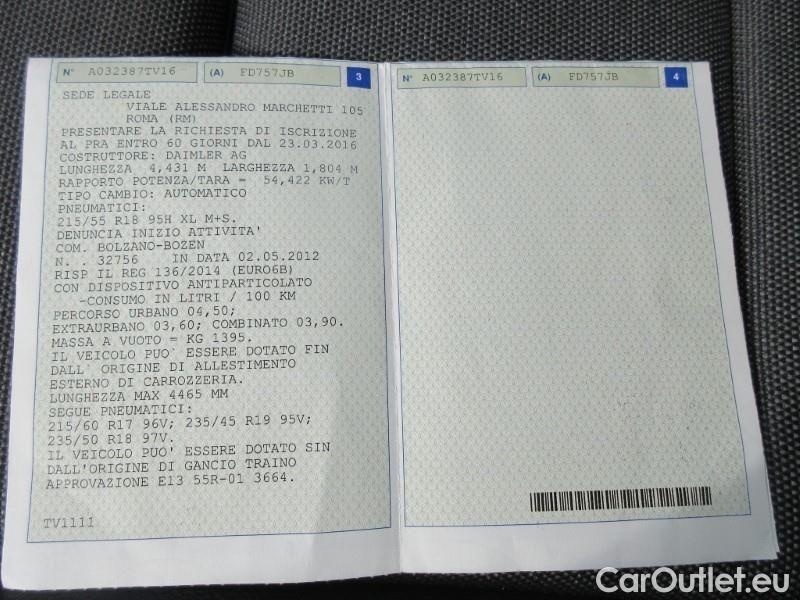 N° A032387TV16 (A) FD757JB 3
SEDE LEGALE
VIALE ALESSANDRO MARCHETTI 105
ROMA (RM)
PRESENTARE LA RICHIESTA DI ISCRIZIONE
AL PRA ENTRO 60 GIORNI DAL 23.03.2016
COSTRUTTORE: DAIMLER AG
LUNGHEZZA 4,431 M LARGHEZZA 1,804 M
RAPPORTO POTENZA/TARA = 54,422 KW/T
TIPO CAMBIO: AUTOMATICO
PNEUMATICI:
215/55 R18 95H XL M+S.
DENUNCIA INIZIO ATTIVITA'
COM. BOLZANO-BOZEN
N. . 32756 IN DATA 02.05.2012
RISP IL REG 136/2014 (EURO6B)
CON DISPOSITIVO ANTIPARTICOLATO
-CONSUMO IN LITRI / 100 KM
PERCORSO URBANO 04,50;
EXTRAURBANO 03,60; COMBINATO 03,90.
MASSA A VUOTO = KG 1395.
IL VEICOLO PUO` ESSERE DOTATO FIN
DALL` ORIGINE DI ALLESTIMENTO
ESTERNO DI CARROZZERIA.
LUNGHEZZA MAX 4465 MM
SEGUE PNEUMATICI:
215/60 R17 96V; 235/45 R19 95V;
235/50 R18 97V.
IL VEICOLO PUO' ESSERE DOTATO SIN
DALL'ORIGINE DI GANCIO TRAINO
APPROVAZIONE E13 55R-01 3664.
TV1111
N° A032387TV16 (A) FD757JB 4
CarOutlet.eu